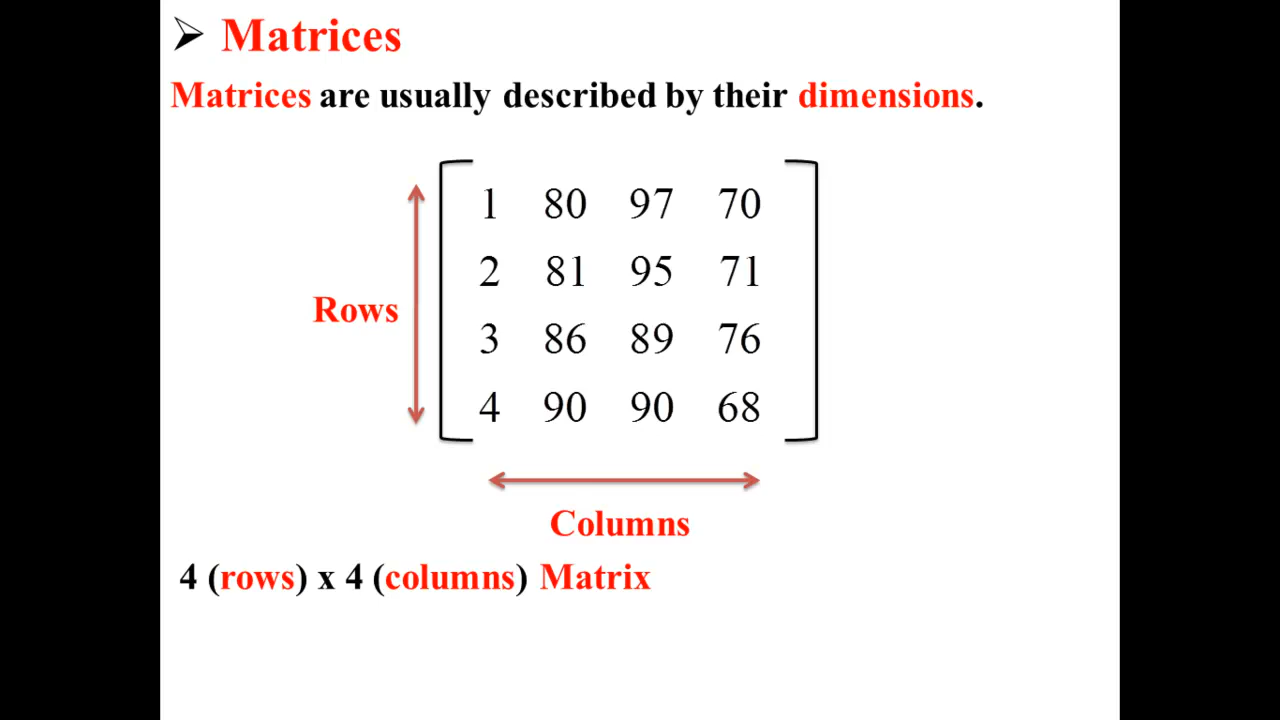 ➢ Matrices
Matrices are usually described by their dimensions.
1 80 97 70
2 81 95 71
Rows
3 86 89 76
4 90 90 68
Columns
4 (rows) x 4 (columns) Matrix